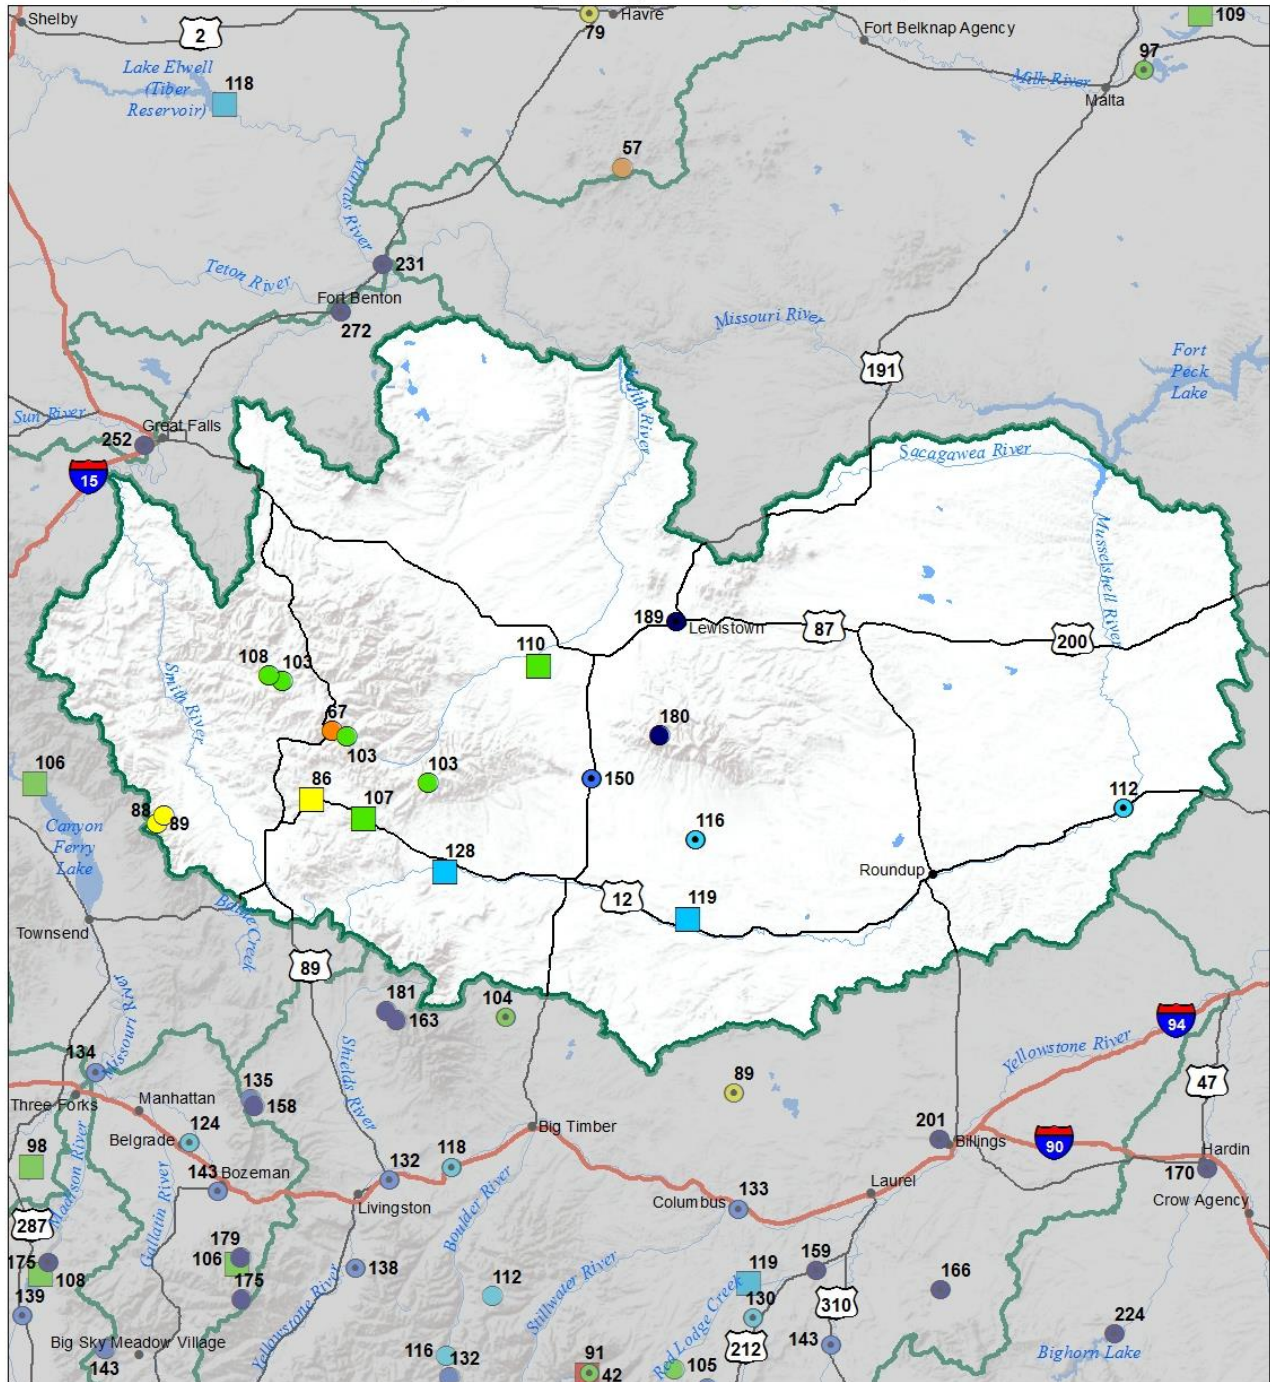 Shelby
2
79
Havre
Fort Belknap Agency
109
97
Lake Elwell
(Tiber
Reservoir)
118
Milk River
Malta
57
Marias River
231
Teton River
Fort Benton
272
Missouri River
191
Fort
Peck
Lake
Sun River
Great Falls
252
15
Judith River
Sacagawea River
Musselshell River
189
Lewistown
87
200
110
108
103
Smith River
67
103
180
103
150
106
86
107
112
88
89
116
Canyon
Ferry
Lake
128
Roundup
12
119
Townsend
Battle Creek
89
181
163
104
94
Missouri River
Shields River
Yellowstone River
134
89
47
Three Forks
Manhattan
135
158
Belgrade
124
Big Timber
201
Billings
90
Hardin
98
Madison River
143
Bozeman
132
118
170
Gallatin River
Livingston
Boulder River
Columbus
133
Laurel
Crow Agency
287
175
108
179
106
175
138
Stillwater River
119
159
166
139
Yellowstone River
112
130
310
Red Lodge Creek
212
143
224
Big Sky Meadow Village
143
116
132
91
42
105
Bighorn Lake